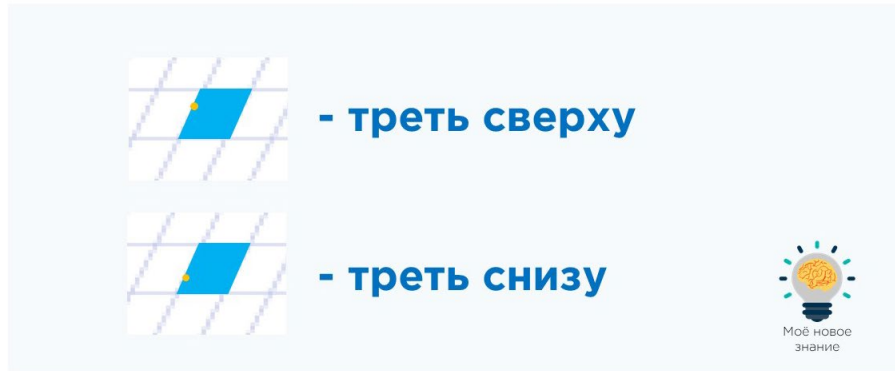 - треть сверху
- треть снизу
Моё новое
знание